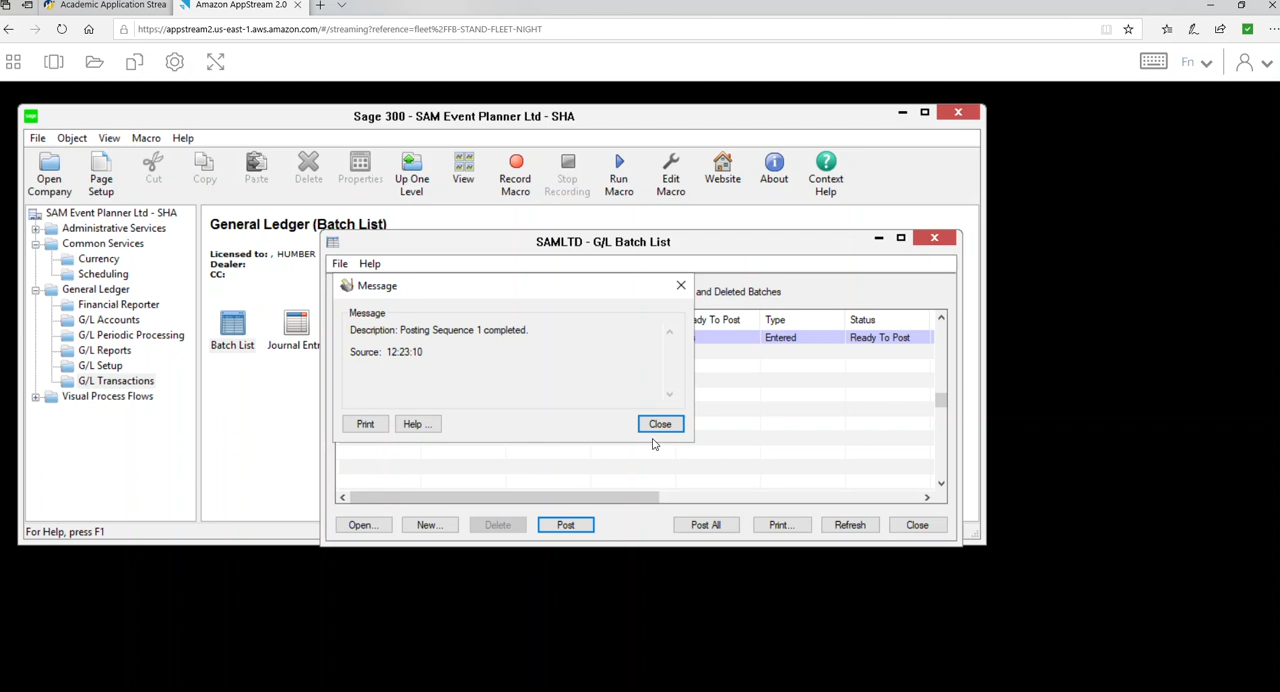 Academic Application Strea
Amazon AppStream 2.0
https://appstream2.us-east-1.aws.amazon.com/#/streaming?reference=fleet%2FFB-STAND-FLEET-NIGHT
Fn
sage
Sage 300 - SAM Event Planner Ltd - SHA
File Object View Macro Help
Open Company
Page Setup
Cut
Copy
Paste
Delete
Properties
Up One Level
View
Record Macro
Stop Recording
Run Macro
Edit Macro
Website
About
Context Help
SAM Event Planner Ltd - SHA
Administrative Services
Common Services
Currency
Scheduling
General Ledger
Financial Reporter
G/L Accounts
G/L Periodic Processing
G/L Reports
G/L Setup
G/L Transactions
Visual Process Flows
General Ledger (Batch List)
Licensed to: , HUMBER
Dealer:
CC:
Batch List
Journal Entr
SAMLTD - G/L Batch List
File Help
and Deleted Batches
ady To Post Type Status
Entered Ready To Post
Message
Message
Description: Posting Sequence 1 completed.
Source: 12:23:10
Print Help ... Close
Open... New... Delete Post Post All Print... Refresh Close
For Help, press F1